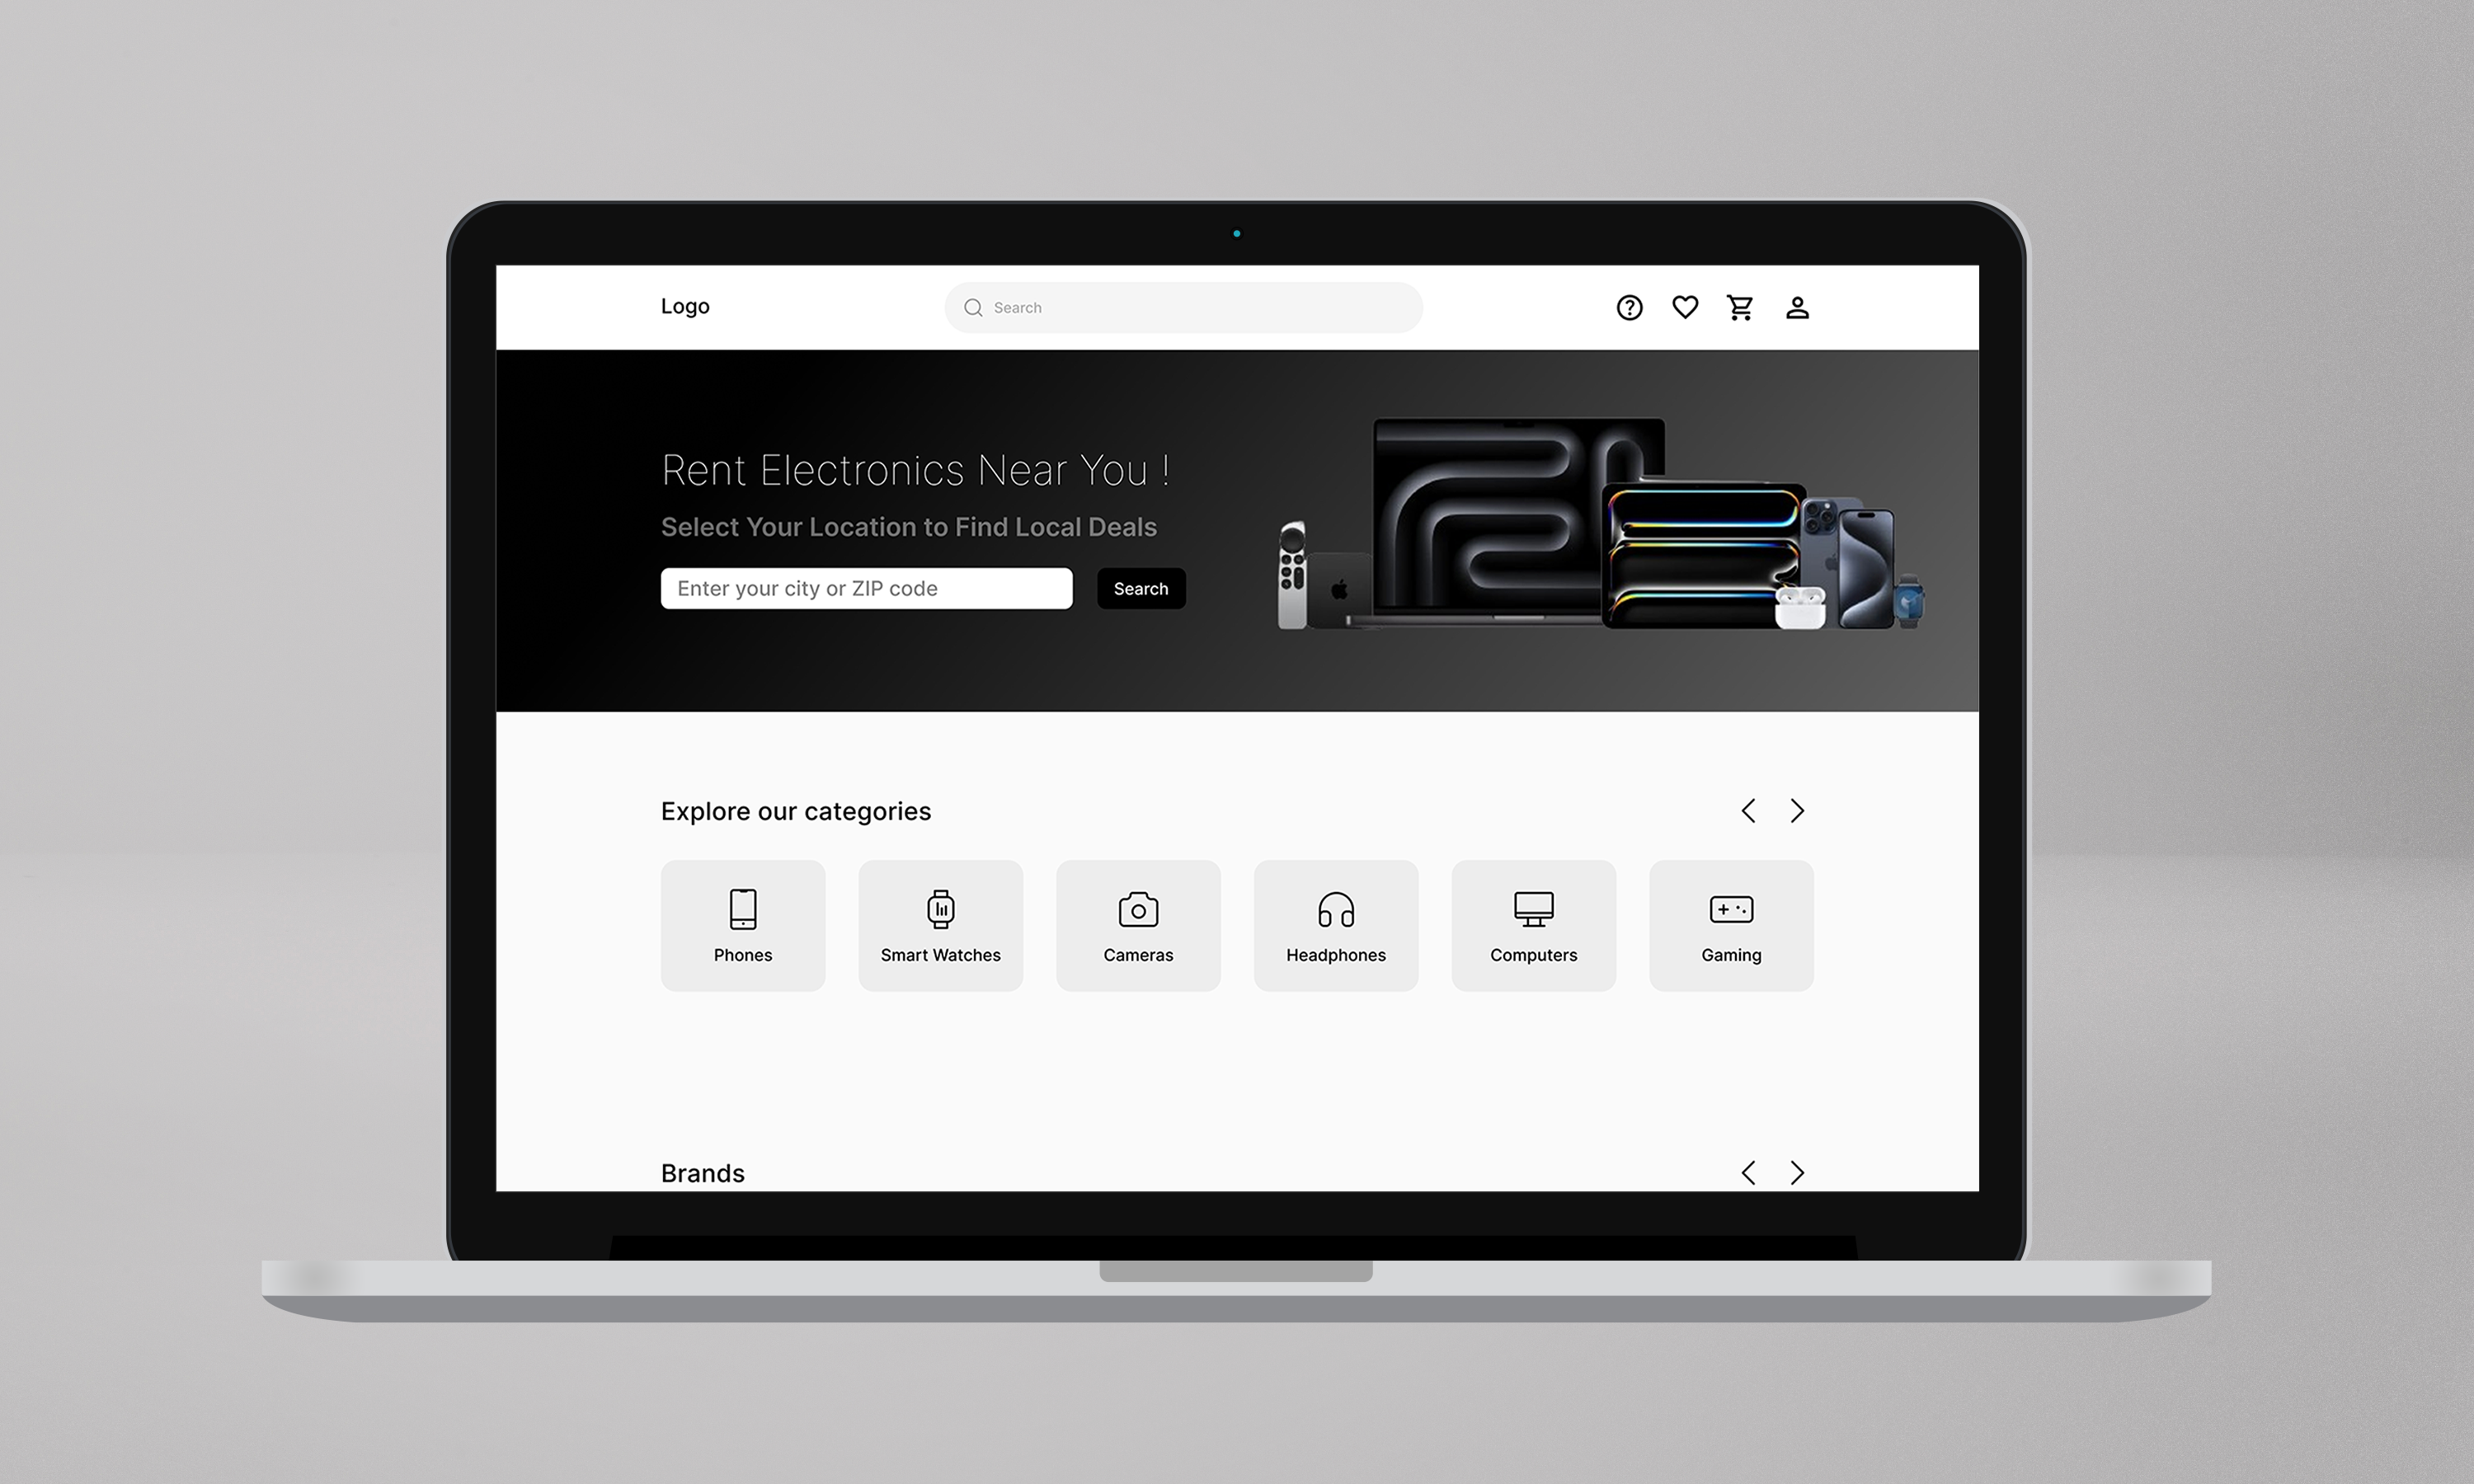 Logo
Search
Rent Electronics Near You !
Select Your Location to Find Local Deals
Enter your city or ZIP code
Search
Explore our categories
Phones
Smart Watches
Cameras
Headphones
Computers
Gaming
Brands